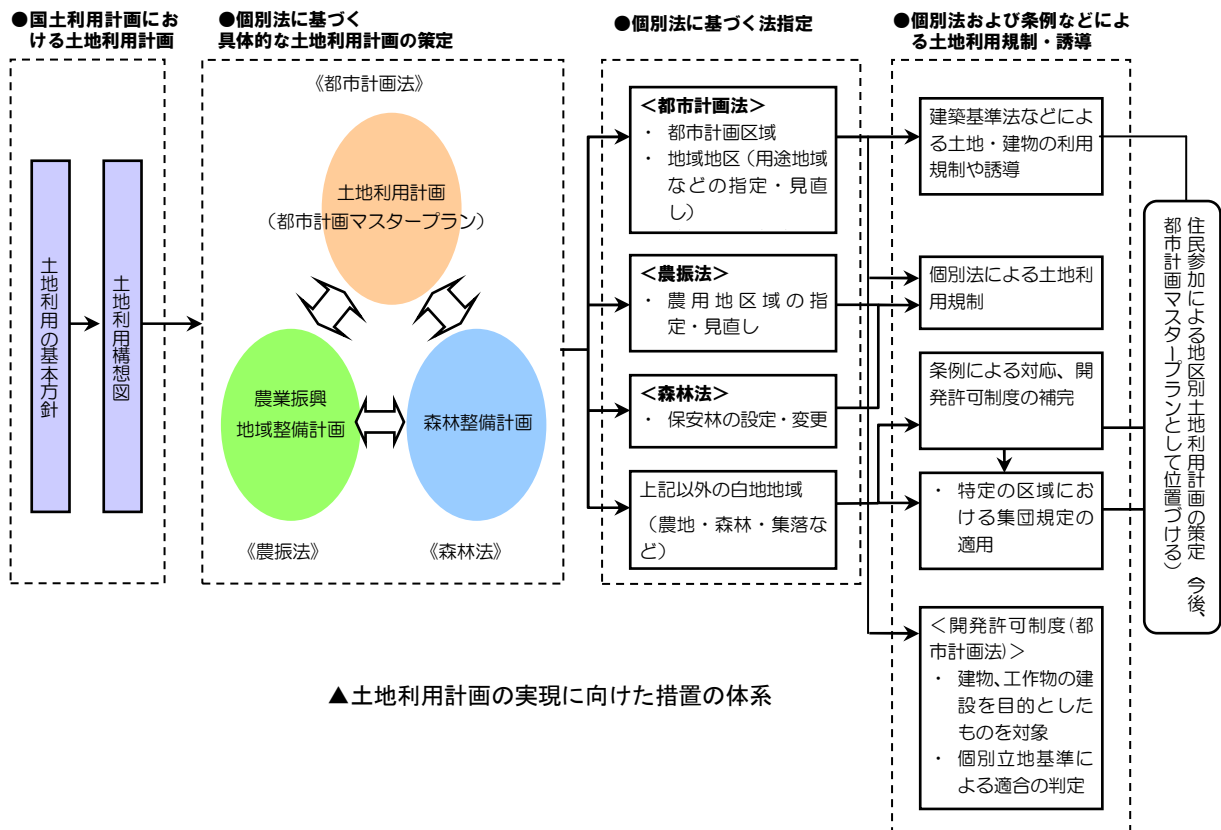 ●国土利用計画にお
ける土地利用計画
土地利用の基本方針
土地利用構想図
●個別法に基づく
具体的な土地利用計画の策定
《都市計画法》
土地利用計画
（都市計画マスタープラン）
農業振興
地域整備計画
森林整備計画
《農振法》
《森林法》
●個別法に基づく法指定
＜都市計画法＞
・ 都市計画区域
・ 地域地区（用途地域
などの指定・見直
し）
＜農振法＞
・ 農用地区域の指
定・見直し
＜森林法＞
・ 保安林の設定・変更
上記以外の白地地域
（農地・森林・集落な
ど）
●個別法および条例などによ
る土地利用規制・誘導
建築基準法などによ
る土地・建物の利用
規制や誘導
個別法による土地利
用規制
条例による対応、開
発許可制度の補完
・ 特定の区域にお
ける集団規定の
適用
＜開発許可制度(都
市計画法)＞
・ 建物、工作物の建
設を目的とした
ものを対象
・ 個別立地基準に
よる適合の判定
住民参加による地区別土地利用計画の策定（今後、
都市計画マスタープランとして位置づける）
▲土地利用計画の実現に向けた措置の体系